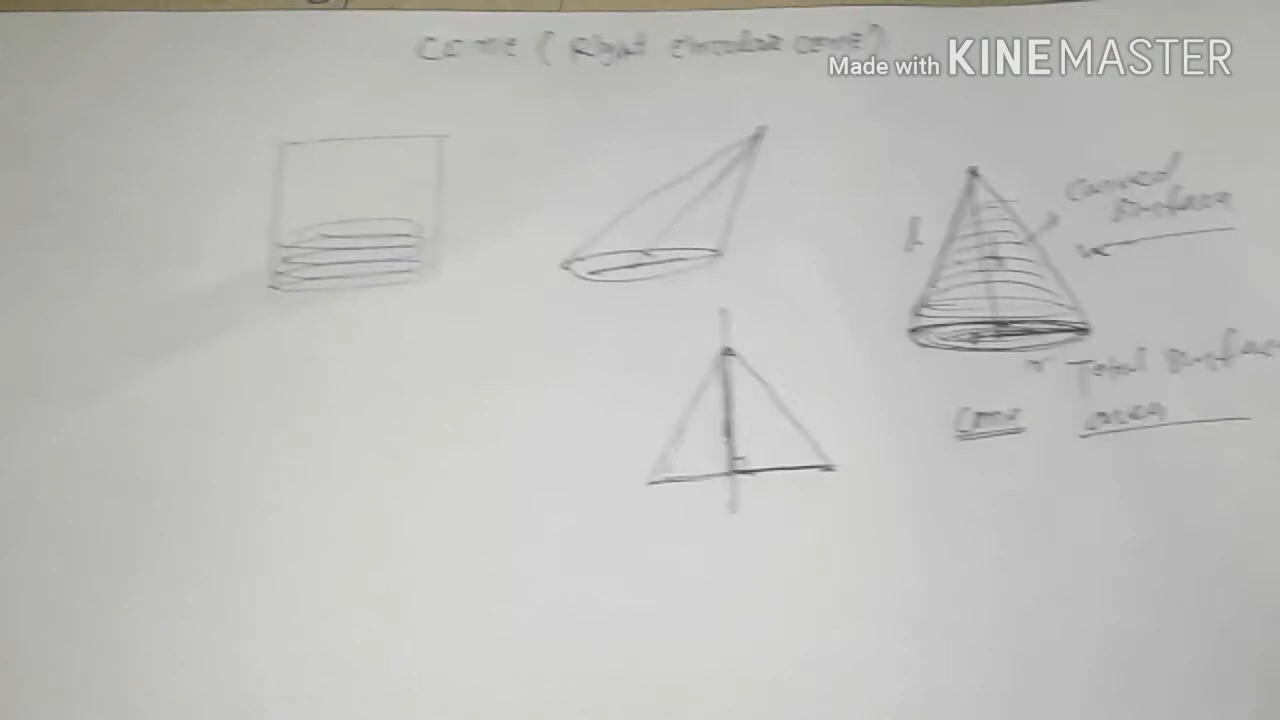 Cone (Right circular cone)
Made with KINEMASTER
Curved
surface
l
r Total surface
Cone area